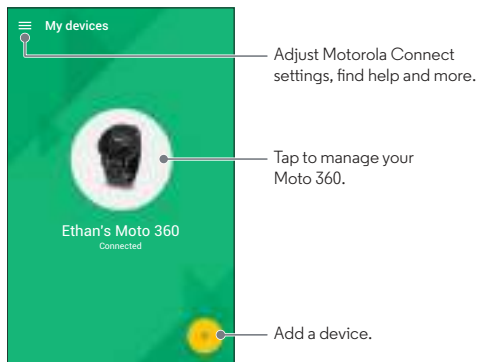 My devices
Adjust Motorola Connect
settings, find help and more.
Tap to manage your
Moto 360.
Ethan's Moto 360
Connected
Add a device.